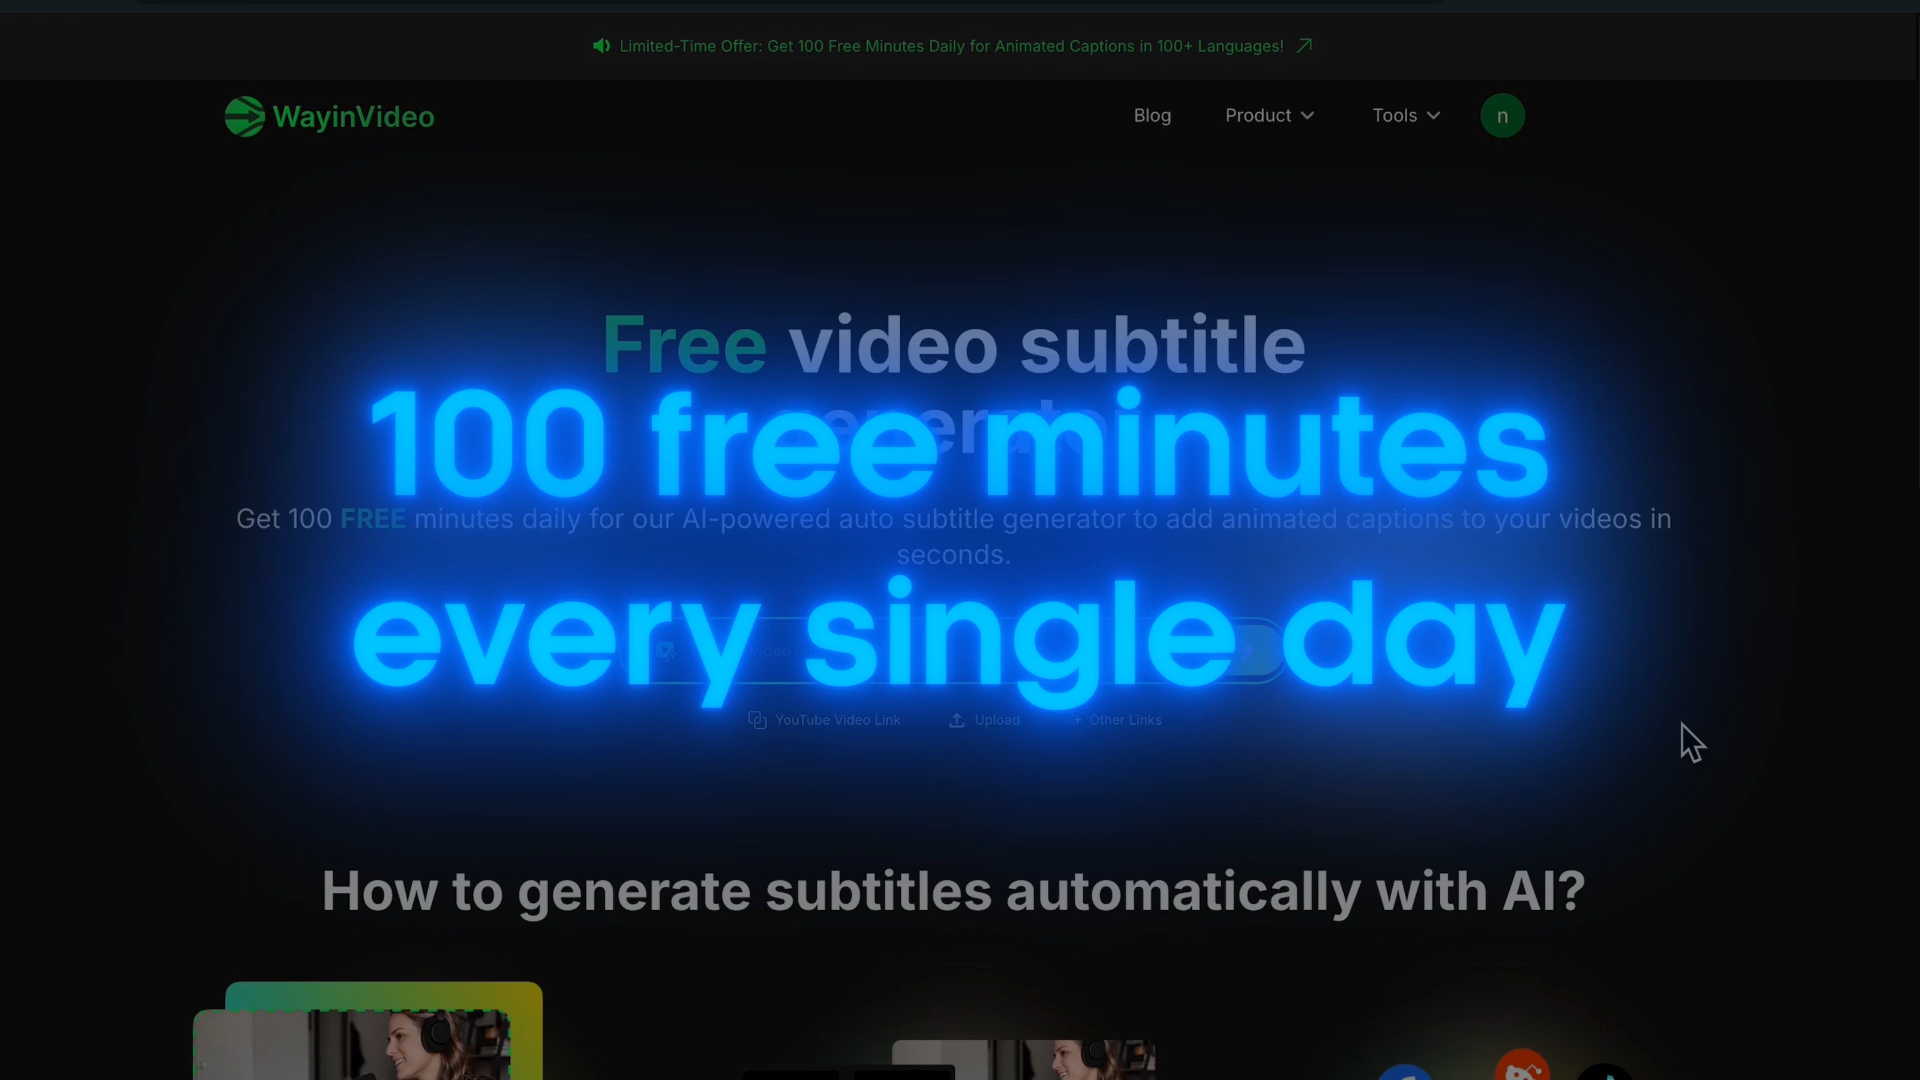 Limited-Time Offer: Get 100 Free Minutes Daily for Animated Captions in 100+ Languages!
WayinVideo
Blog
Product
Tools
n
Free video subtitle
generator
100 free minutes
Get 100 FREE minutes daily for our AI-powered auto subtitle generator to add animated captions to your videos in
seconds.
every single day
YouTube Video Link
Upload
+ Other Links
How to generate subtitles automatically with AI?